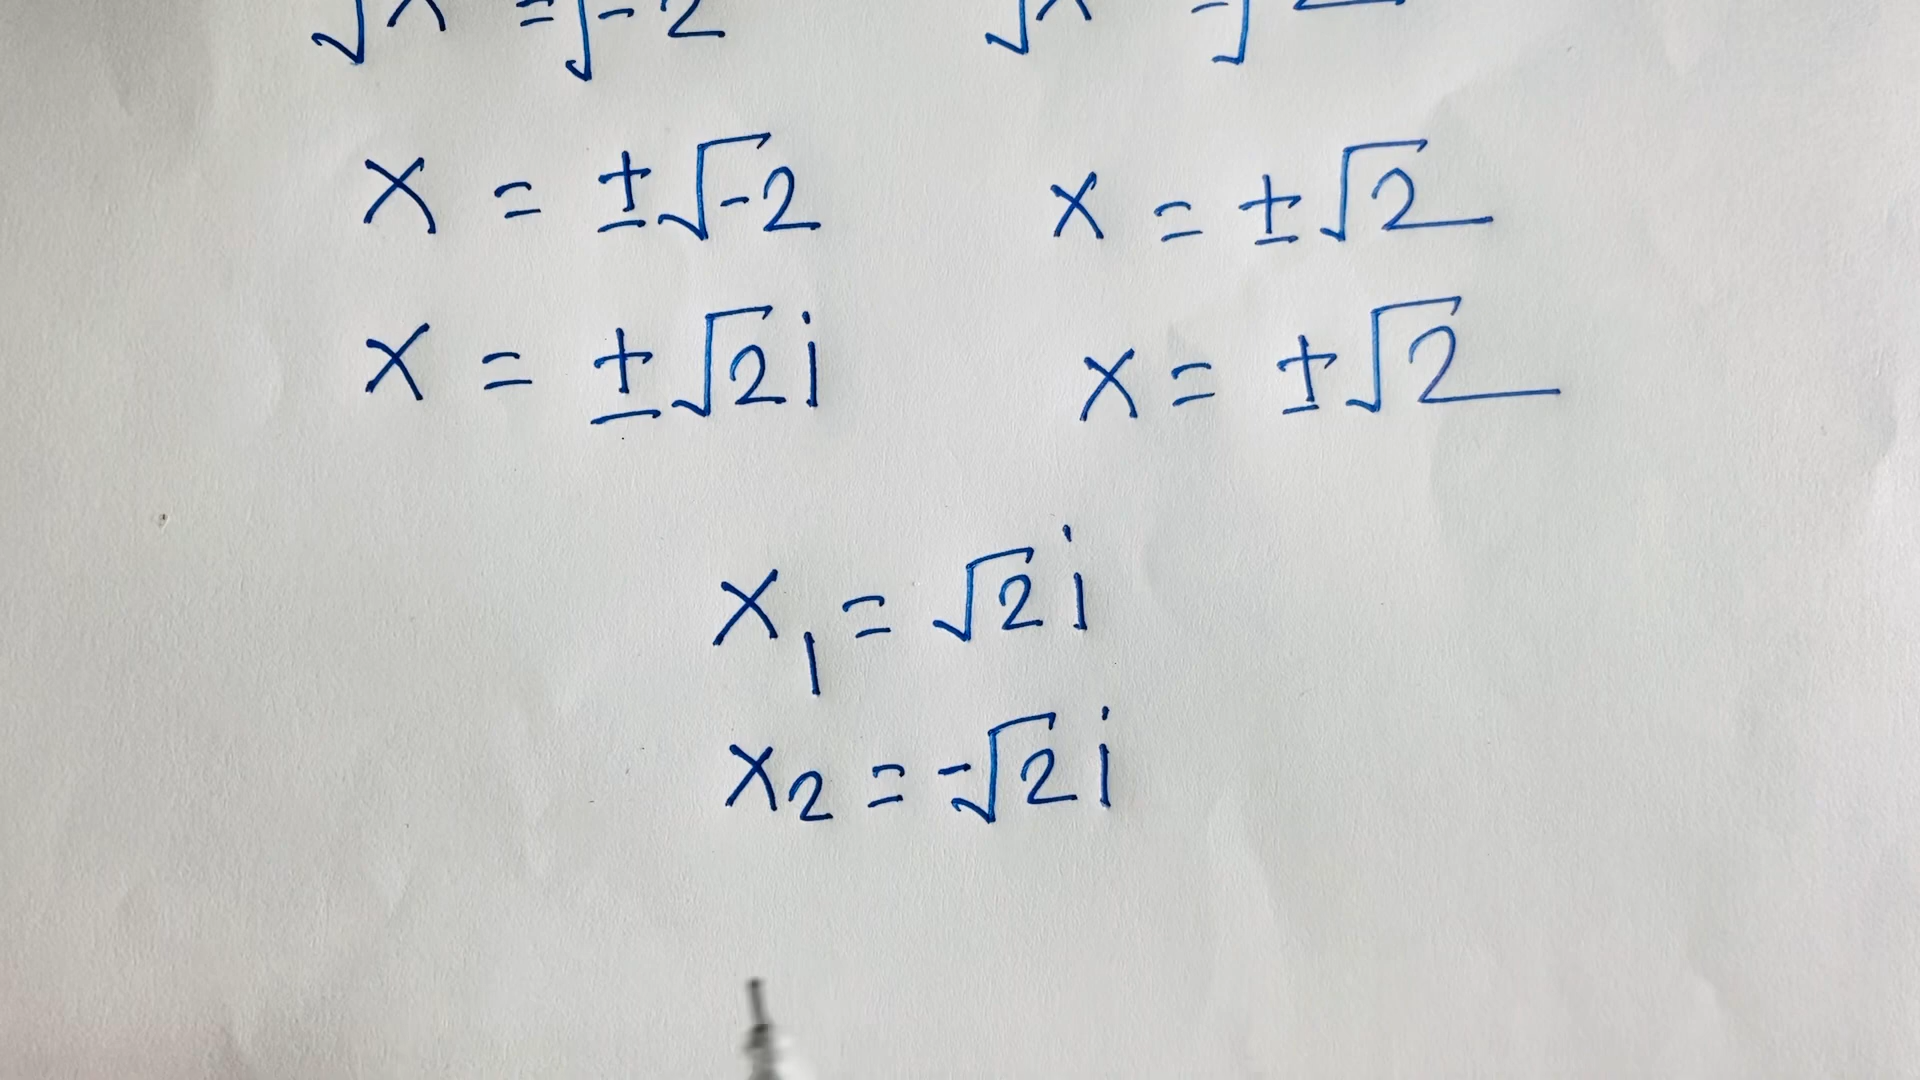 x = ±√-2
x = ±√2
x = ±√2i
x = ±√2
x₁ = √2i
x₂ = -√2i